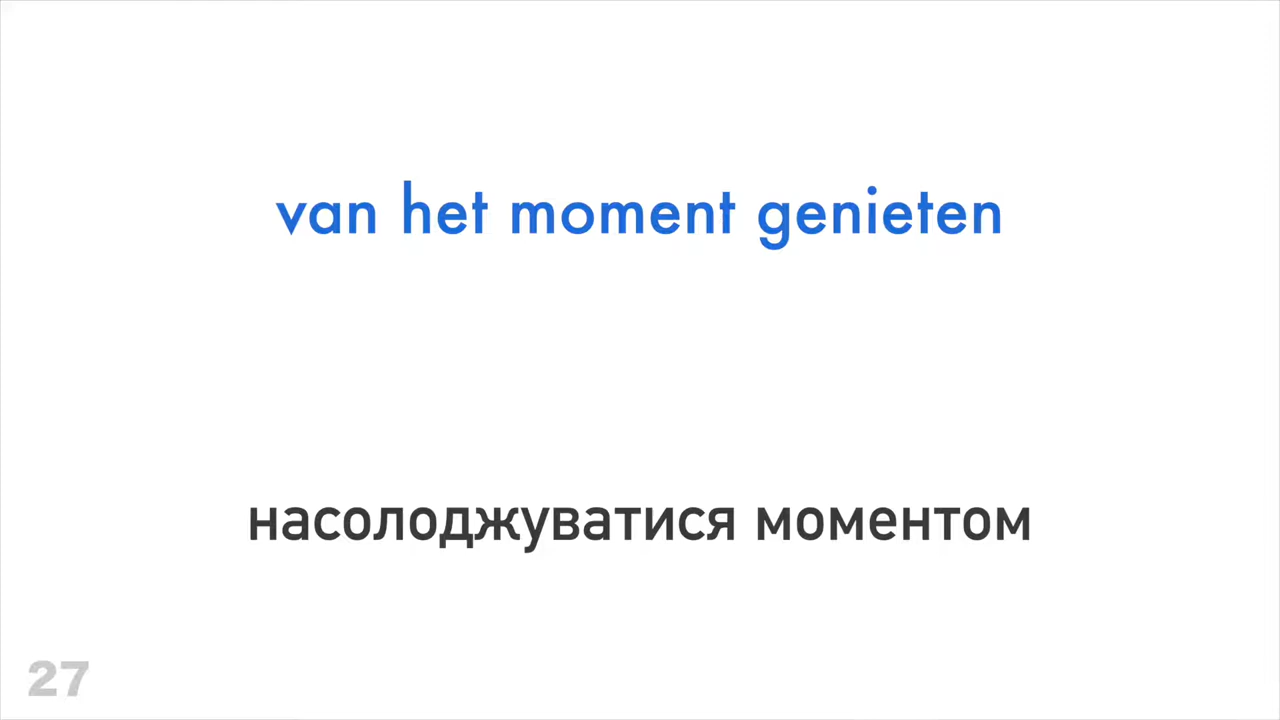 van het moment genieten
насолоджуватися моментом
27